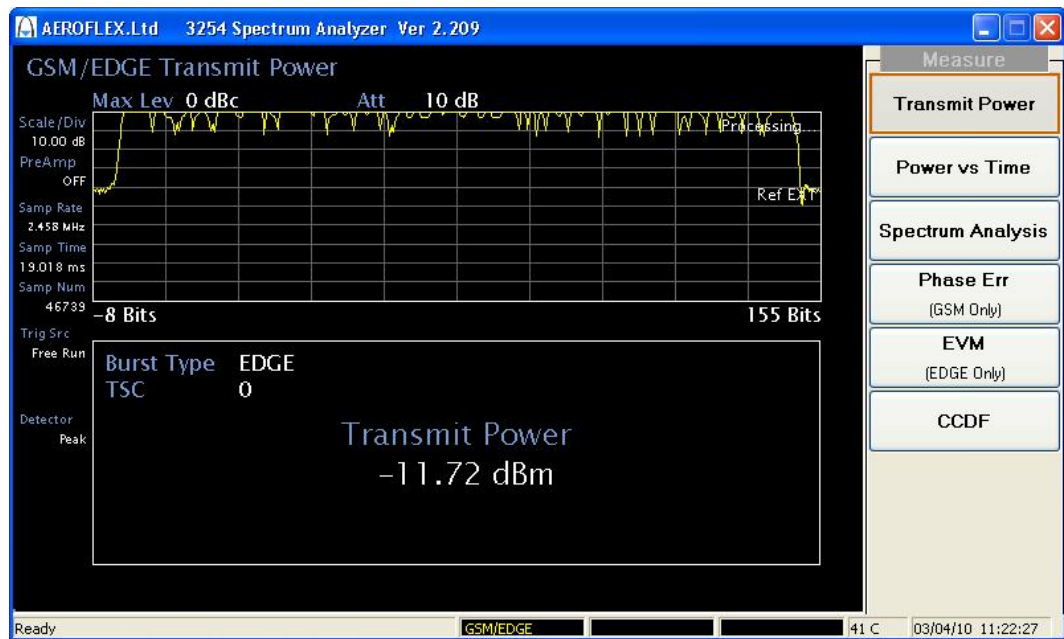 AEROFLEX.Ltd 3254 Spectrum Analyzer Ver 2.209
GSM/EDGE Transmit Power
Max Lev 0 dBc Att 10 dB
Scale/Div
10.00 dB
PreAmp
OFF
Samp Rate
2.458 MHz
Samp Time
19.018 ms
Samp Num
46739
Trig Src
Free Run
Detector
Peak
Processing...
Ref EXT
-8 Bits 155 Bits
Burst Type EDGE
TSC 0
Transmit Power
-11.72 dBm
Measure
Transmit Power
Power vs Time
Spectrum Analysis
Phase Err
(GSM Only)
EVM
(EDGE Only)
CCDF
Ready GSM/EDGE 41 C 03/04/10 11:22:27